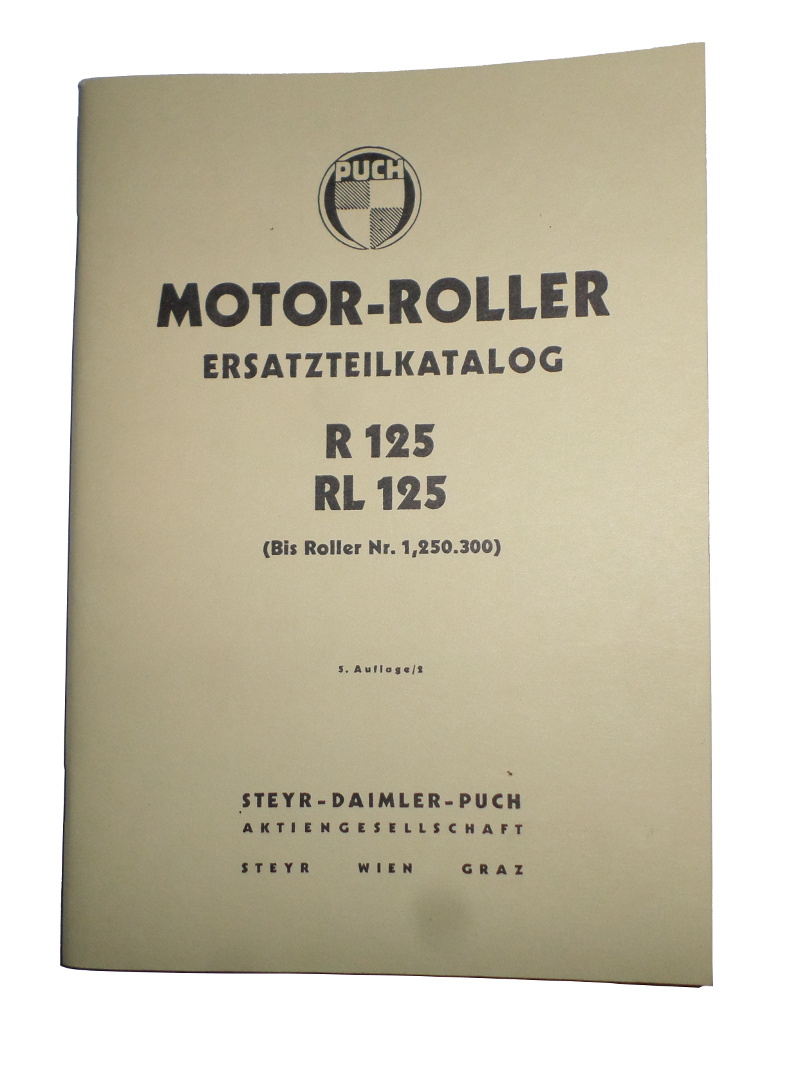 PUCH
MOTOR-ROLLER
ERSATZTEILKATALOG
R 125
RL 125
(Bis Roller Nr. 1,250.300)
5. Auflage/2
STEYR-DAIMLER-PUCH
AKTIENGESELLSCHAFT
STEYR WIEN GRAZ